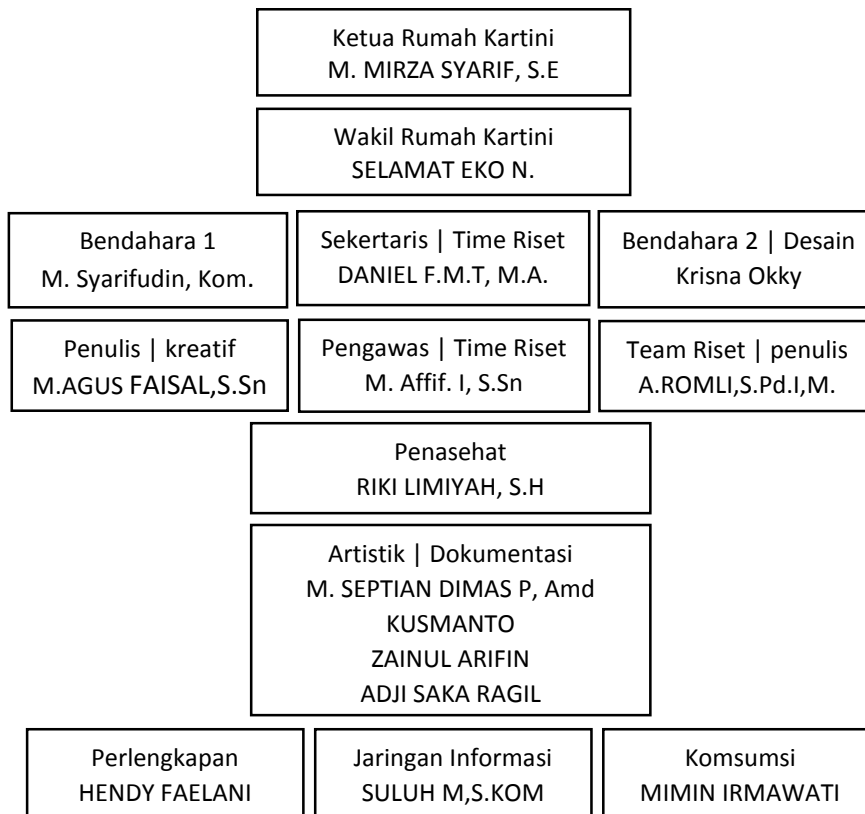 Ketua Rumah Kartini
M. MIRZA SYARIF, S.E
Wakil Rumah Kartini
SELAMAT EKO N.
Bendahara 1
M. Syarifudin, Kom.
Sekertaris | Time Riset
DANIEL F.M.T, M.A.
Bendahara 2 | Desain
Krisna Okky
Penulis | kreatif
M.AGUS FAISAL,S.Sn
Pengawas | Time Riset
M. Affif. I, S.Sn
Team Riset | penulis
A.ROMLI,S.Pd.I,M.
Penasehat
RIKI LIMIYAH, S.H
Artistik | Dokumentasi
M. SEPTIAN DIMAS P, Amd
KUSMANTO
ZAINUL ARIFIN
ADJI SAKA RAGIL
Perlengkapan
HENDY FAELANI
Jaringan Informasi
SULUH M,S.KOM
Komsumsi
MIMIN IRMAWATI